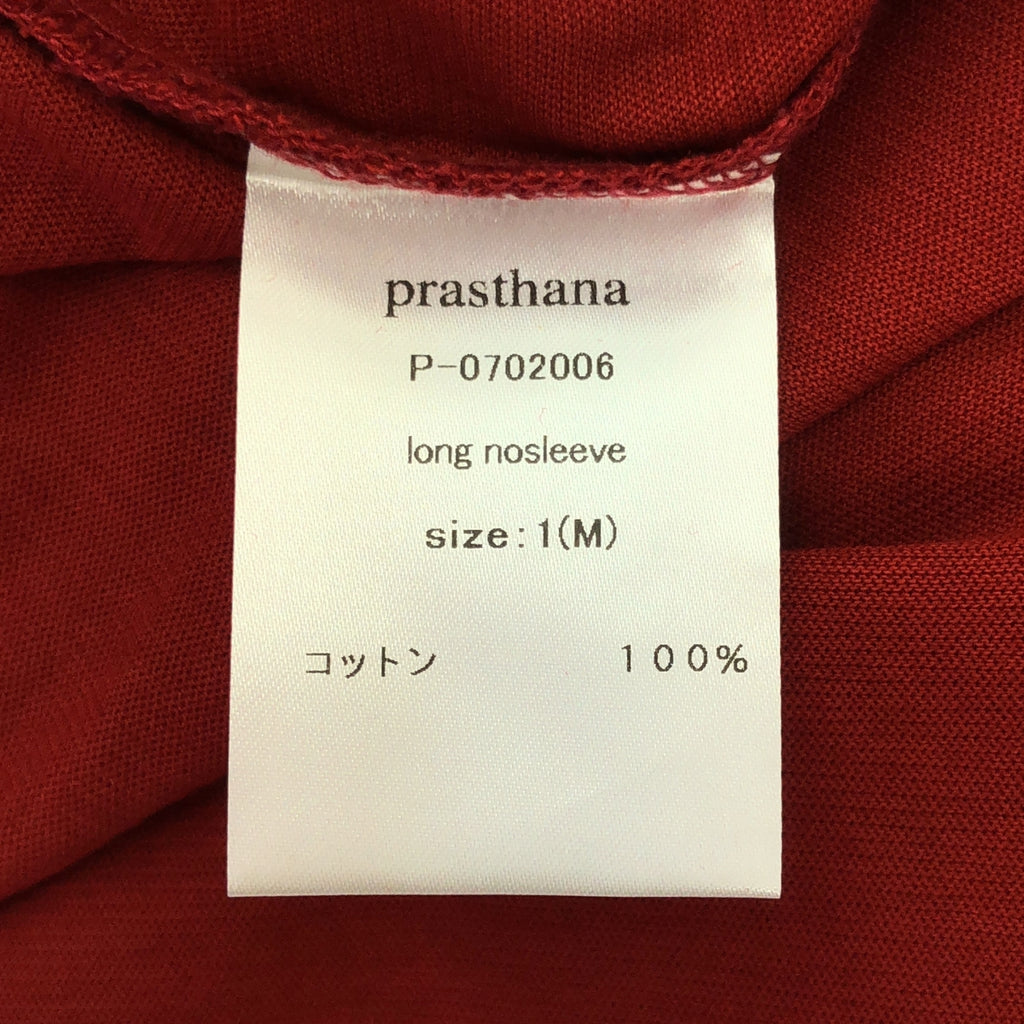 prasthana
P-0702006
long nosleeve
size:1(M)
コットン 100%